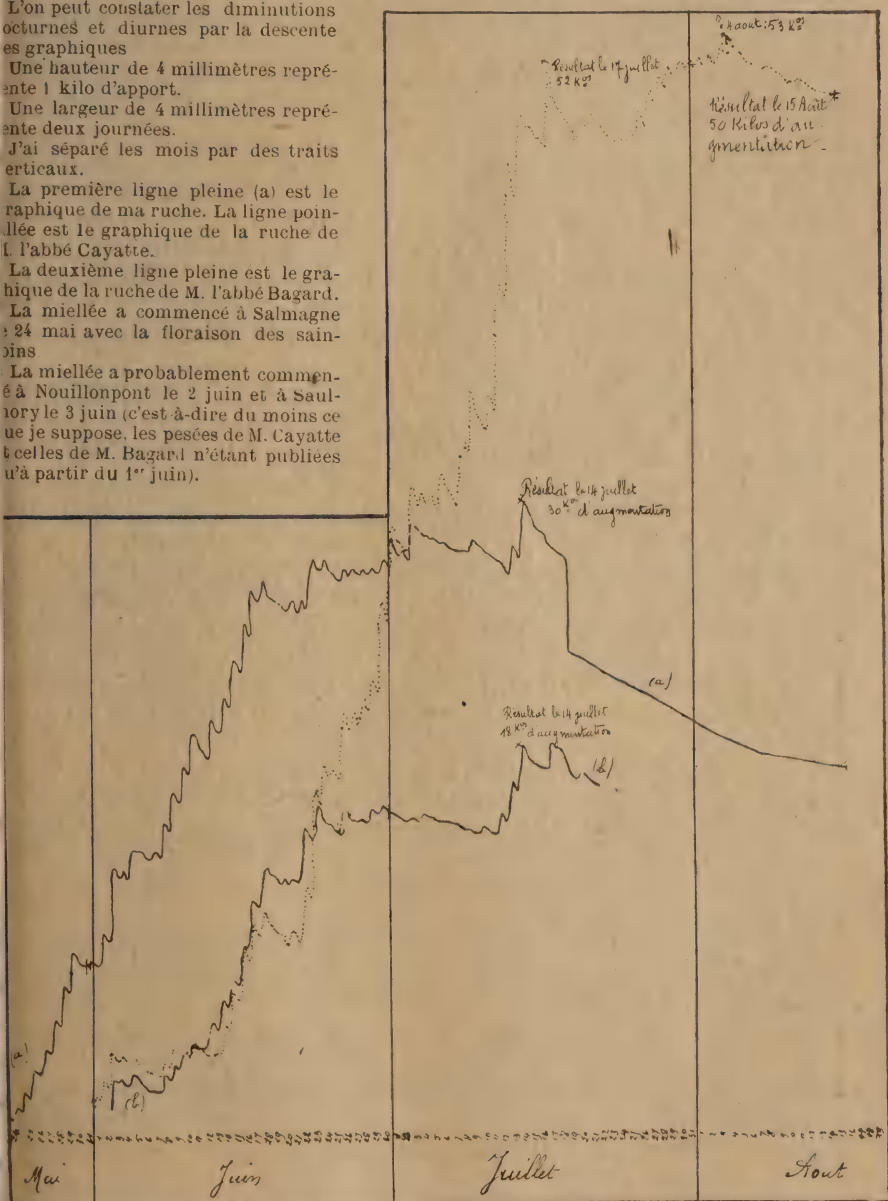 L'on peut constater les diminutions
octurnes et diurnes par la descente
es graphiques
Une hauteur de 4 millimètres repré-
ente 1 kilo d'apport.
Une largeur de 4 millimètres repré-
ente deux journées.
J'ai séparé les mois par des traits
erticaux.
La première ligne pleine (a) est le
raphique de ma ruche. La ligne poin-
llée est le graphique de la ruche de
l'abbé Cayatte.
La deuxième ligne pleine est le gra-
hique de la ruche de M. l'abbé Bagard.
La miellée a commencé à Salmagne
24 mai avec la floraison des sain-
oins
La miellée a probablement commen-
é à Nouillonpont le 2 juin et à Saul-
nory le 3 juin (c'est-à-dire du moins ce
ue je suppose, les pesées de M. Cayatte
t celles de M. Bagard n'étant publiées
u'à partir du 1er juin).
4 aout: 53 Kos
Résultat le 17 juillet
52 Kos
Résultat le 15 Août
50 Kilos d'au
gmentation -
Résultat le 14 juillet
30 Kos d'augmentation
(a)
Résultat le 14 juillet
18 Kos d'augmentation
(b)
(a)
(b)
Mai
Juin
Juillet
Aout